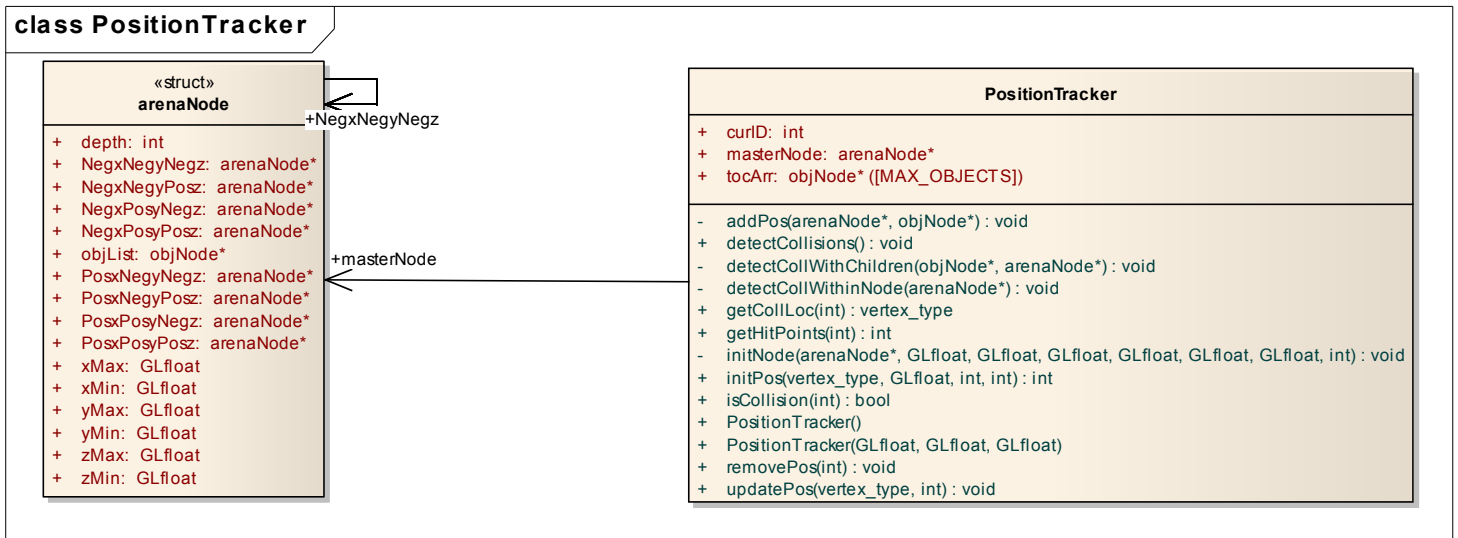 class PositionTracker
«struct»
arenaNode
+NegxNegyNegz
+ depth: int
+ NegxNegyNegz: arenaNode*
+ NegxNegyPosz: arenaNode*
+ NegxPosyNegz: arenaNode*
+ NegxPosyPosz: arenaNode*
+ objList: objNode*
+ PosxNegyNegz: arenaNode*
+ PosxNegyPosz: arenaNode*
+ PosxPosyNegz: arenaNode*
+ PosxPosyPosz: arenaNode*
+ xMax: GLfloat
+ xMin: GLfloat
+ yMax: GLfloat
+ yMin: GLfloat
+ zMax: GLfloat
+ zMin: GLfloat
+masterNode
PositionTracker
+ curID: int
+ masterNode: arenaNode*
+ tocArr: objNode* ([MAX_OBJECTS])
- addPos(arenaNode*, objNode*) : void
+ detectCollisions() : void
- detectCollWithChildren(objNode*, arenaNode*) : void
- detectCollWithinNode(arenaNode*) : void
+ getCollLoc(int) : vertex_type
+ getHitPoints(int) : int
- initNode(arenaNode*, GLfloat, GLfloat, GLfloat, GLfloat, GLfloat, GLfloat, int) : void
+ initPos(vertex_type, GLfloat, int, int) : int
+ isCollision(int) : bool
+ PositionTracker()
+ PositionTracker(GLfloat, GLfloat, GLfloat)
+ removePos(int) : void
+ updatePos(vertex_type, int) : void